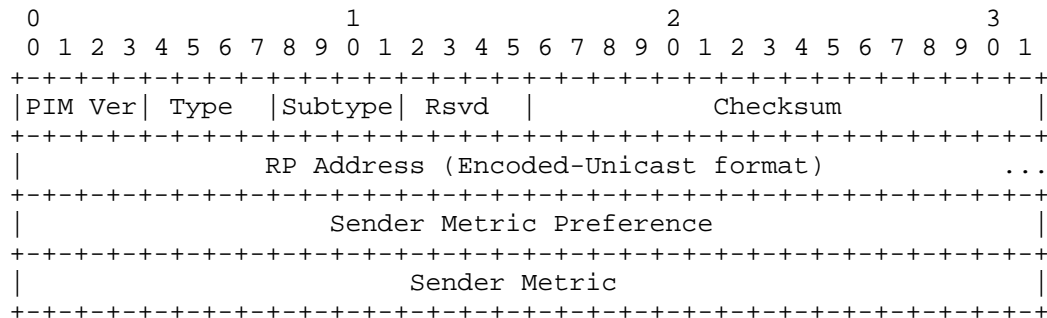 0                   1                   2                   3
 0 1 2 3 4 5 6 7 8 9 0 1 2 3 4 5 6 7 8 9 0 1 2 3 4 5 6 7 8 9 0 1
+-+-+-+-+-+-+-+-+-+-+-+-+-+-+-+-+-+-+-+-+-+-+-+-+-+-+-+-+-+-+-+-+
|PIM Ver| Type  |Subtype| Rsvd  |           Checksum            |
+-+-+-+-+-+-+-+-+-+-+-+-+-+-+-+-+-+-+-+-+-+-+-+-+-+-+-+-+-+-+-+-+
|               RP Address (Encoded-Unicast format)           ...
+-+-+-+-+-+-+-+-+-+-+-+-+-+-+-+-+-+-+-+-+-+-+-+-+-+-+-+-+-+-+-+-+
|                   Sender Metric Preference                    |
+-+-+-+-+-+-+-+-+-+-+-+-+-+-+-+-+-+-+-+-+-+-+-+-+-+-+-+-+-+-+-+-+
|                        Sender Metric                          |
+-+-+-+-+-+-+-+-+-+-+-+-+-+-+-+-+-+-+-+-+-+-+-+-+-+-+-+-+-+-+-+-+